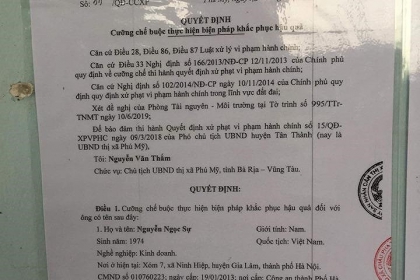 Số: /QĐ-CCXP
QUYẾT ĐỊNH
Cưỡng chế buộc thực hiện biện pháp khắc phục hậu quả
Căn cứ Điều 28, Điều 86, Điều 87 Luật xử lý vi phạm hành chính;
Căn cứ Điều 33 Nghị định số 166/2013/NĐ-CP 12/11/2013 của Chính phủ
quy định về cưỡng chế thi hành quyết định xử phạt vi phạm hành chính;
Căn cứ Nghị định số 102/2014/NĐ-CP ngày 10/11/2014 của Chính phủ quy
định quy định xử phạt vi phạm hành chính trong lĩnh vực đất đai;
Xét đề nghị của Phòng Tài nguyên - Môi trường tại Tờ trình số 995/TTr-
TNMT ngày 10/6/2019;
Để bảo đảm thi hành Quyết định xử phạt vi phạm hành chính số 15/QĐ-
XPVPHC ngày 9/3/2018 của Phó chủ tịch UBND huyện Tân Thành (nay là
UBND thị xã Phú Mỹ),
Tôi: Nguyễn Văn Thắm
Chức vụ: Chủ tịch UBND thị xã Phú Mỹ, tỉnh Bà Rịa – Vũng Tàu.
QUYẾT ĐỊNH:
Điều 1. Cưỡng chế buộc thực hiện biện pháp khắc phục hậu quả đối với
ông có tên sau đây:
1. Họ và tên: Nguyễn Ngọc Sự Giới tính: Nam.
Sinh năm: 1974 Quốc tịch: Việt Nam.
Nghề nghiệp: Kinh doanh.
Nơi ở hiện tại: Xóm 7, xã Ninh Hiệp, huyện Gia Lâm, thành phố Hà Nội.
CMND số 010760223; ngày cấp: 19/01/2013; nơi cấp: Công an thành phố Hà